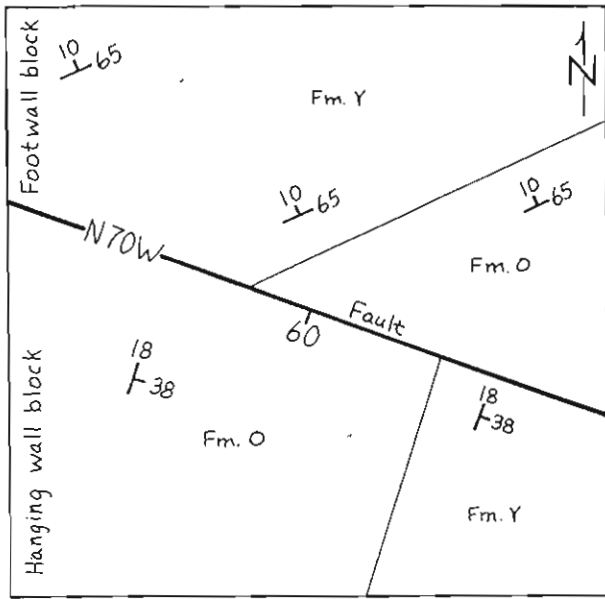 Footwall block
10
65
Fm. Y
N
10
65
10
65
Fm. O
N70W
Fault
60
Hanging wall block
18
38
Fm. O
18
38
Fm. Y